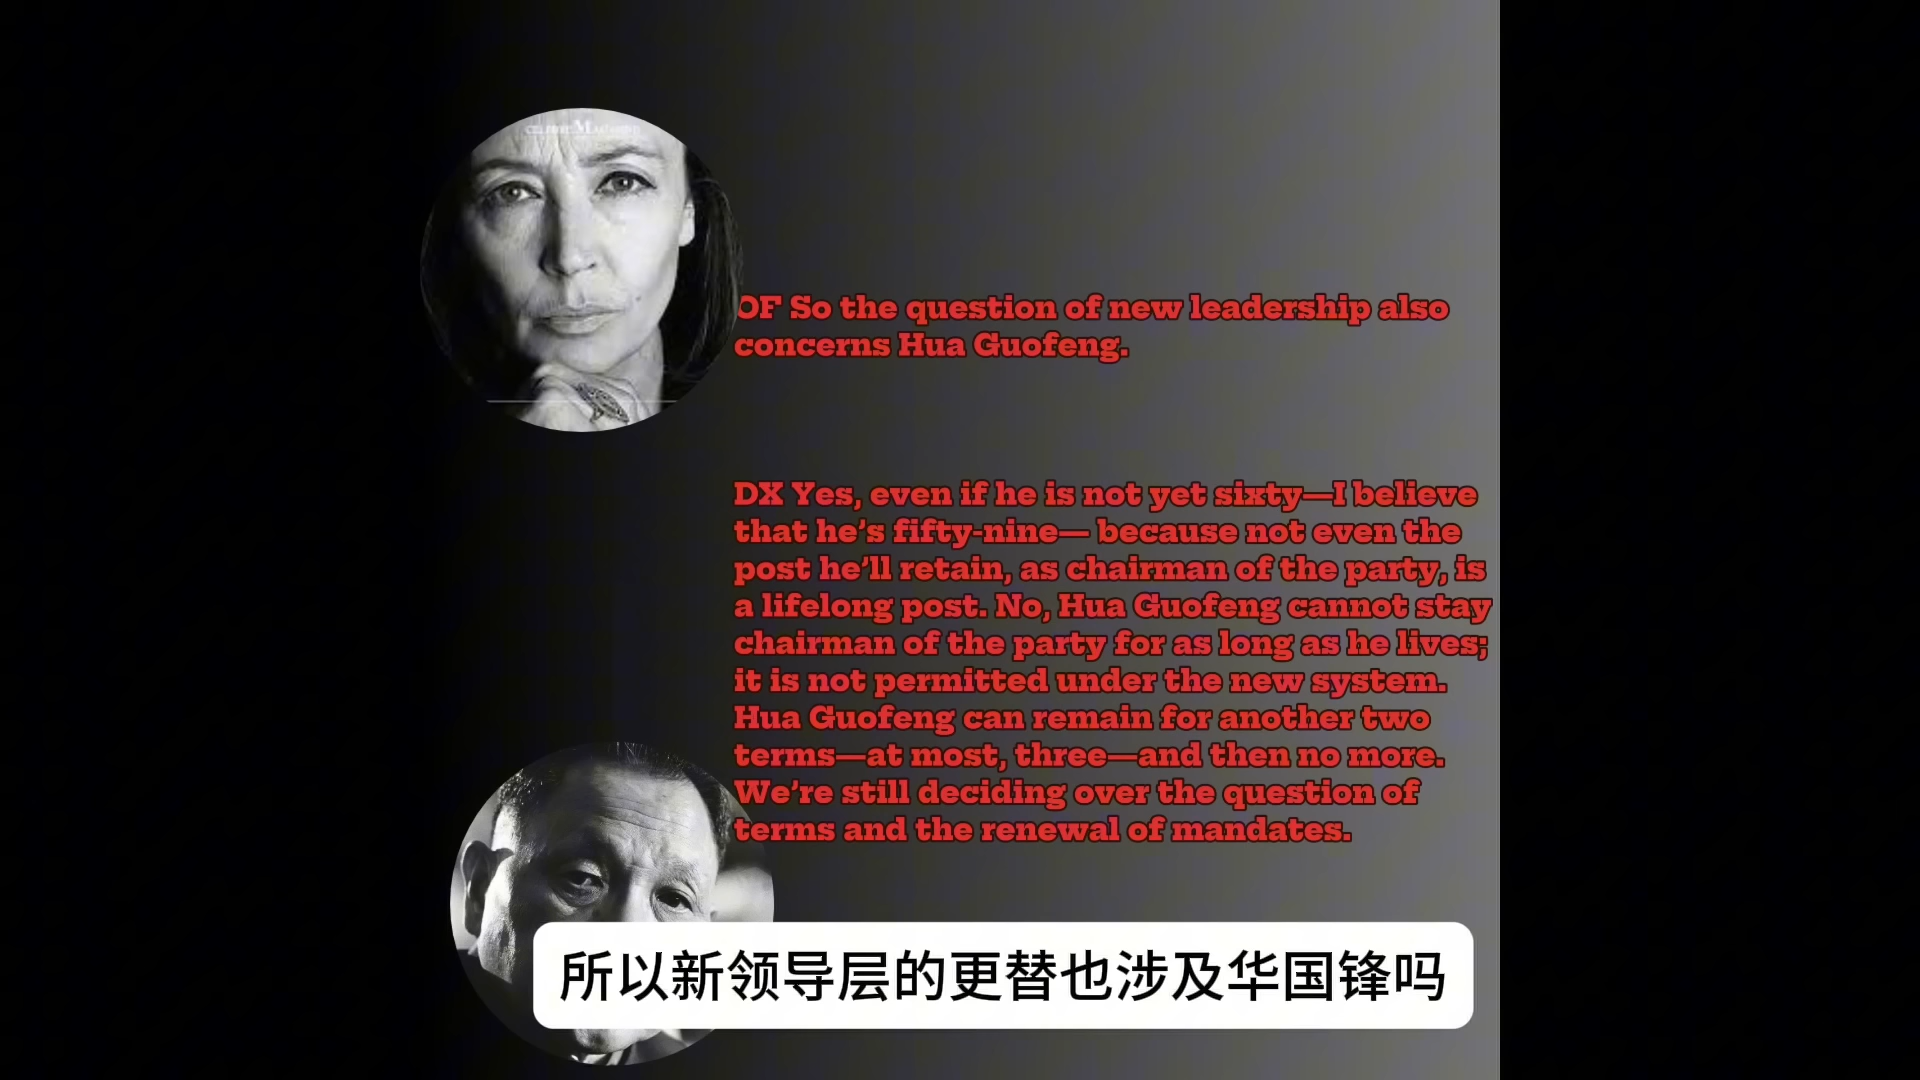 OF So the question of new leadership also
concerns Hua Guofeng.
DX Yes, even if he is not yet sixty—I believe
that he’s fifty-nine— because not even the
post he’ll retain, as chairman of the party, is
a lifelong post. No, Hua Guofeng cannot stay
chairman of the party for as long as he lives;
it is not permitted under the new system.
Hua Guofeng can remain for another two
terms—at most, three—and then no more.
We’re still deciding over the question of
terms and the renewal of mandates.
所以新领导层的更替也涉及华国锋吗